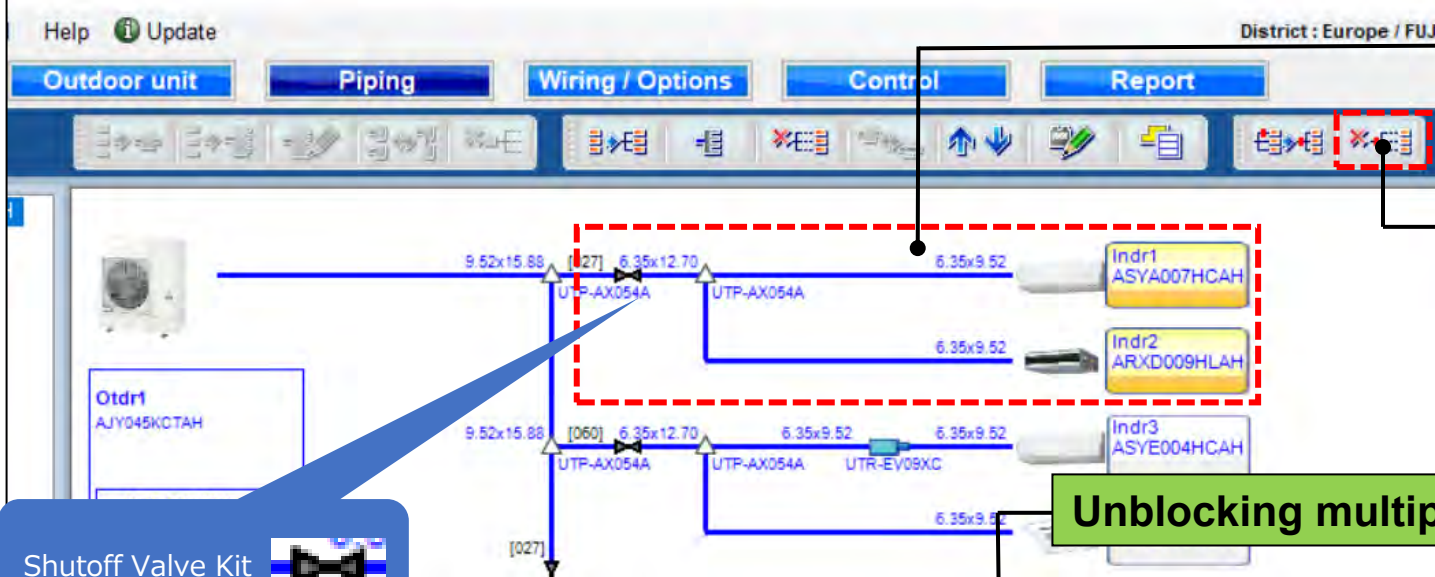 Help Update
District : Europe / FUJ
Outdoor unit Piping Wiring / Options Control Report
9.52x15.88 [027] 6.35x12.70 6.35x9.52
UTP-AX054A UTP-AX054A
Indr1
ASYA007HCAH
6.35x9.52
Indr2
ARXD009HLAH
Otdr1
AJY045KCTAH
9.52x15.88 [060] 6.35x12.70 6.35x9.52 6.35x9.52
UTP-AX054A UTP-AX054A UTR-EV09XC
Indr3
ASYE004HCAH
6.35x9.52
Unblocking multip
[027]
Shutoff Valve Kit